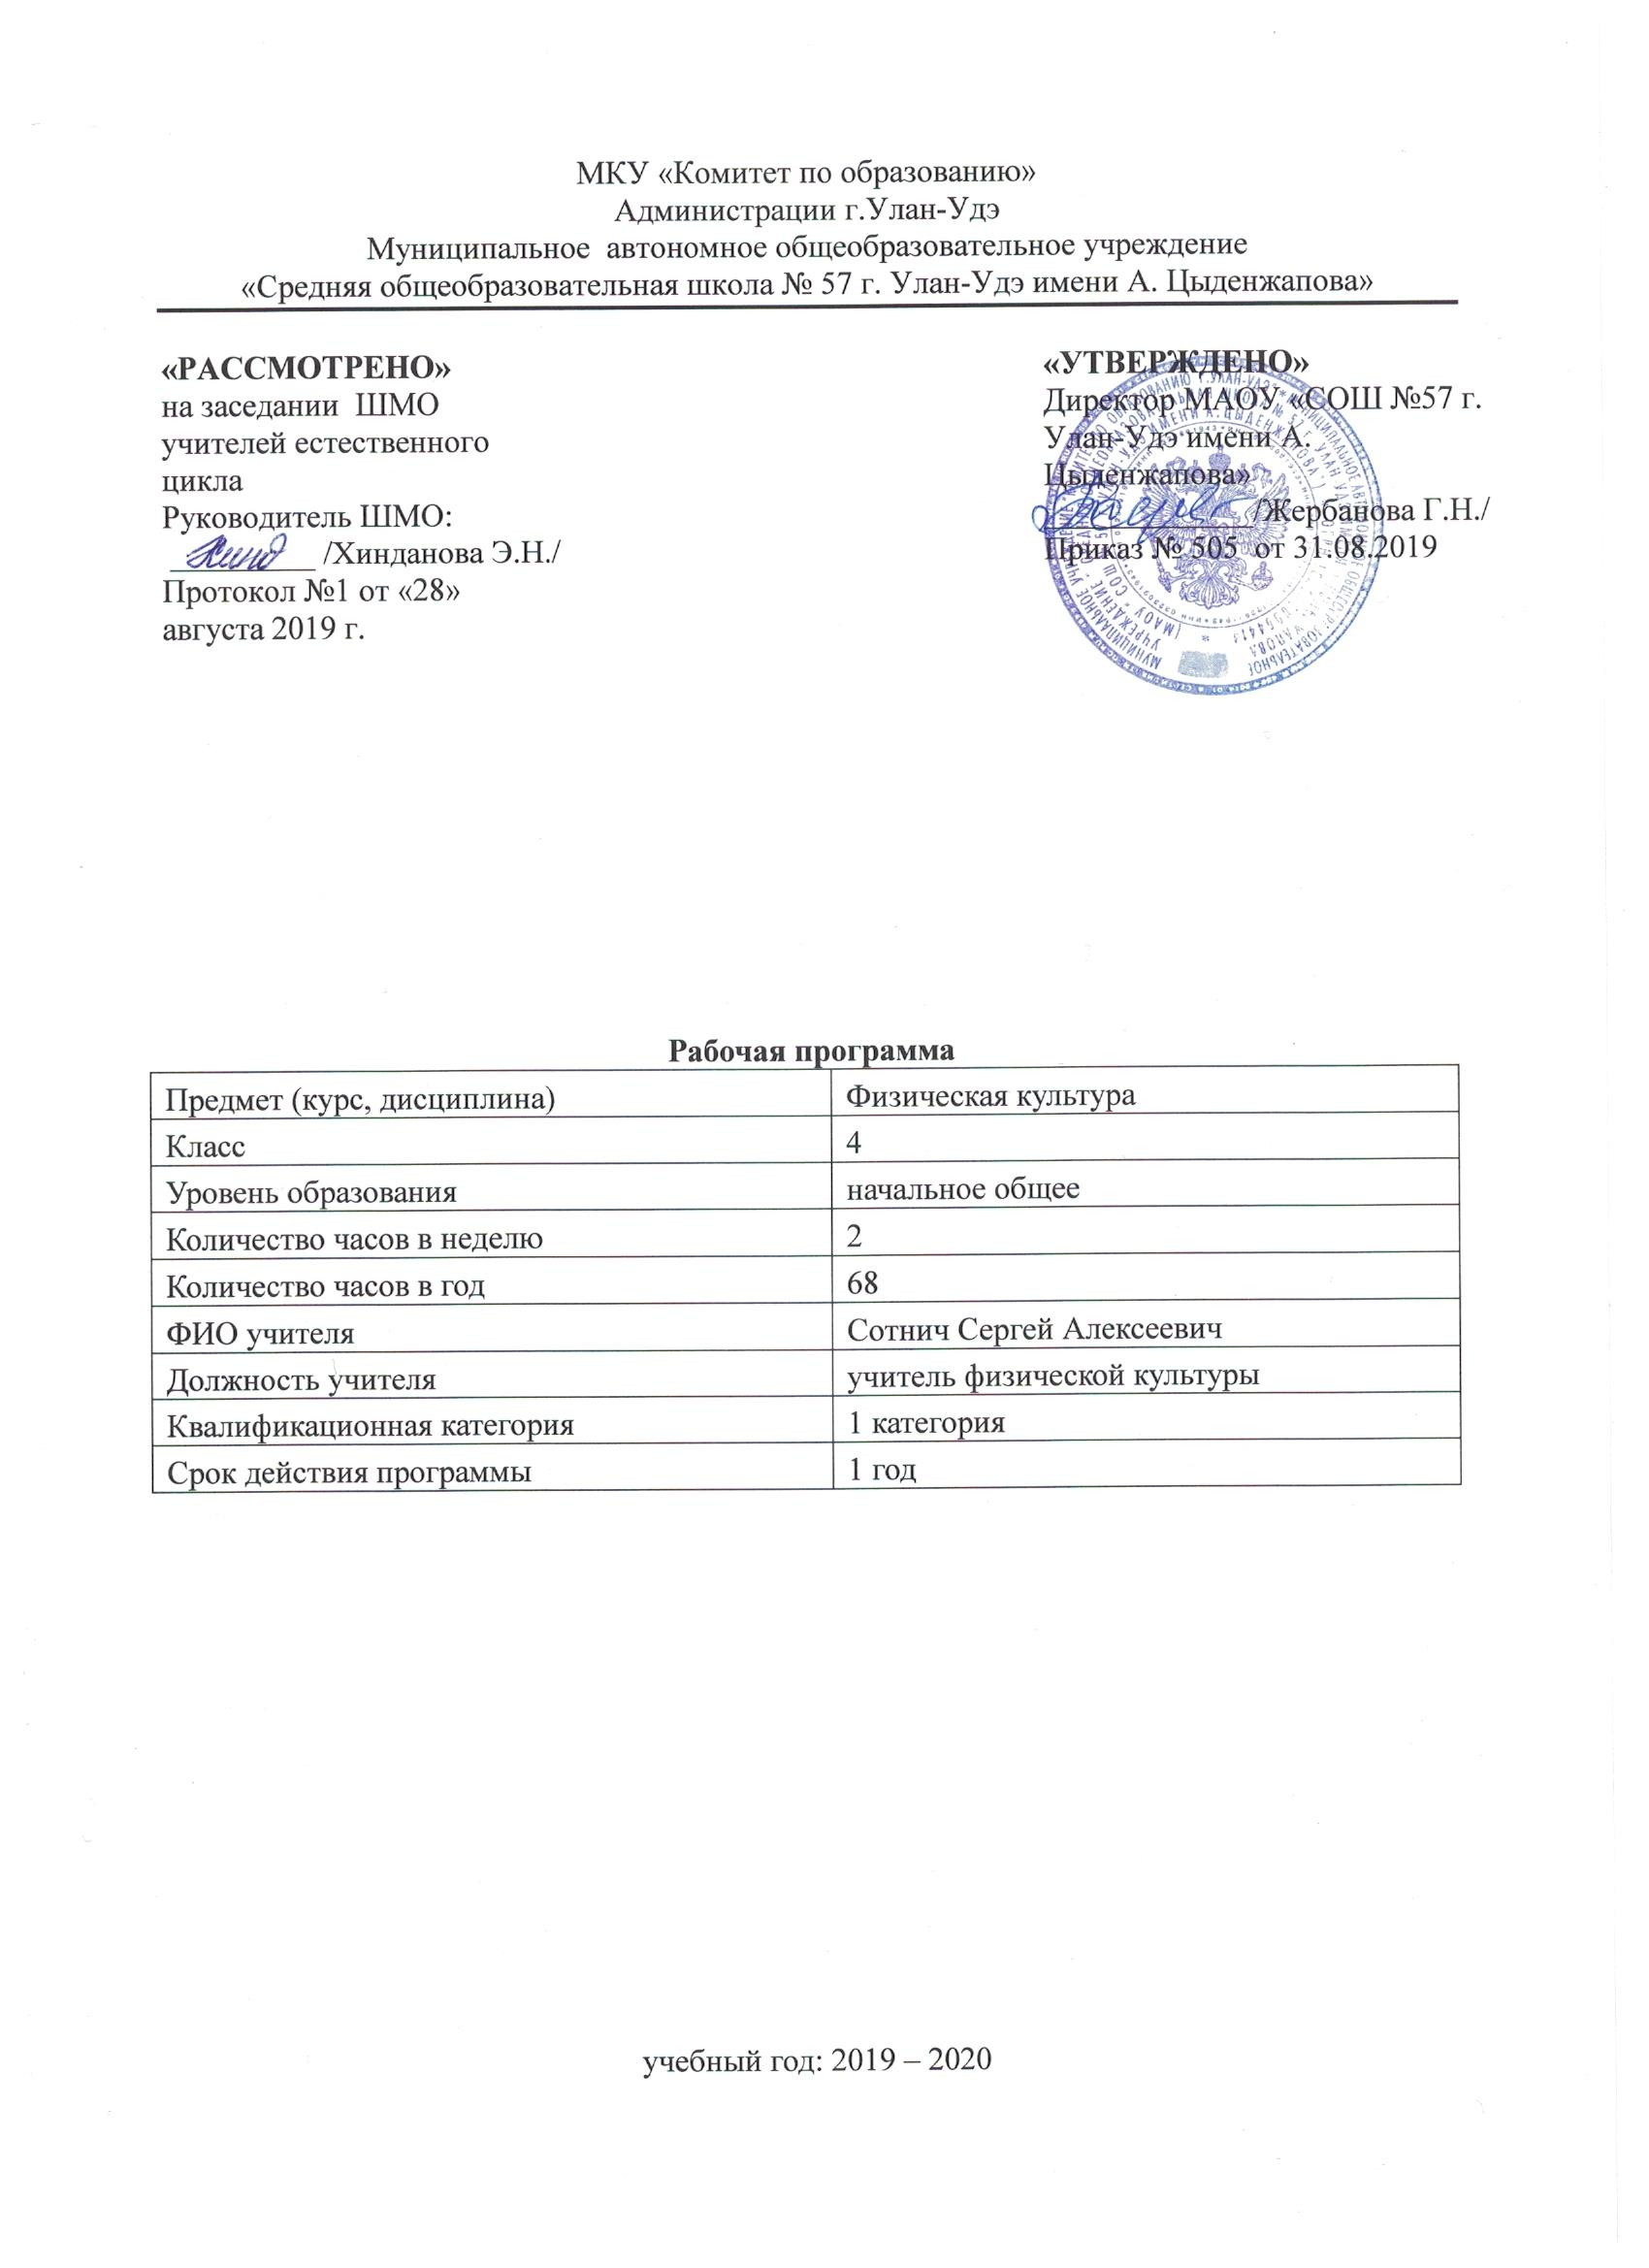 МКУ «Комитет по образованию»
Администрации г.Улан-Удэ
Муниципальное  автономное общеобразовательное учреждение
«Средняя общеобразовательная школа № 57 г. Улан-Удэ имени А. Цыденжапова»
«РАССМОТРЕНО»
на заседании  ШМО
учителей естественного
цикла
Руководитель ШМО:
_________ /Хинданова Э.Н./
Протокол №1 от «28»
августа 2019 г.
«УТВЕРЖДЕНО»
Директор МАОУ «СОШ №57 г.
Улан-Удэ имени А.
Цыденжапова»
_____________/Жербанова Г.Н./
Приказ № 505  от 31.08.2019
Рабочая программа
Предмет (курс, дисциплина) Физическая культура
Класс 4
Уровень образования начальное общее
Количество часов в неделю 2
Количество часов в год 68
ФИО учителя Сотнич Сергей Алексеевич
Должность учителя учитель физической культуры
Квалификационная категория 1 категория
Срок действия программы 1 год
учебный год: 2019 – 2020